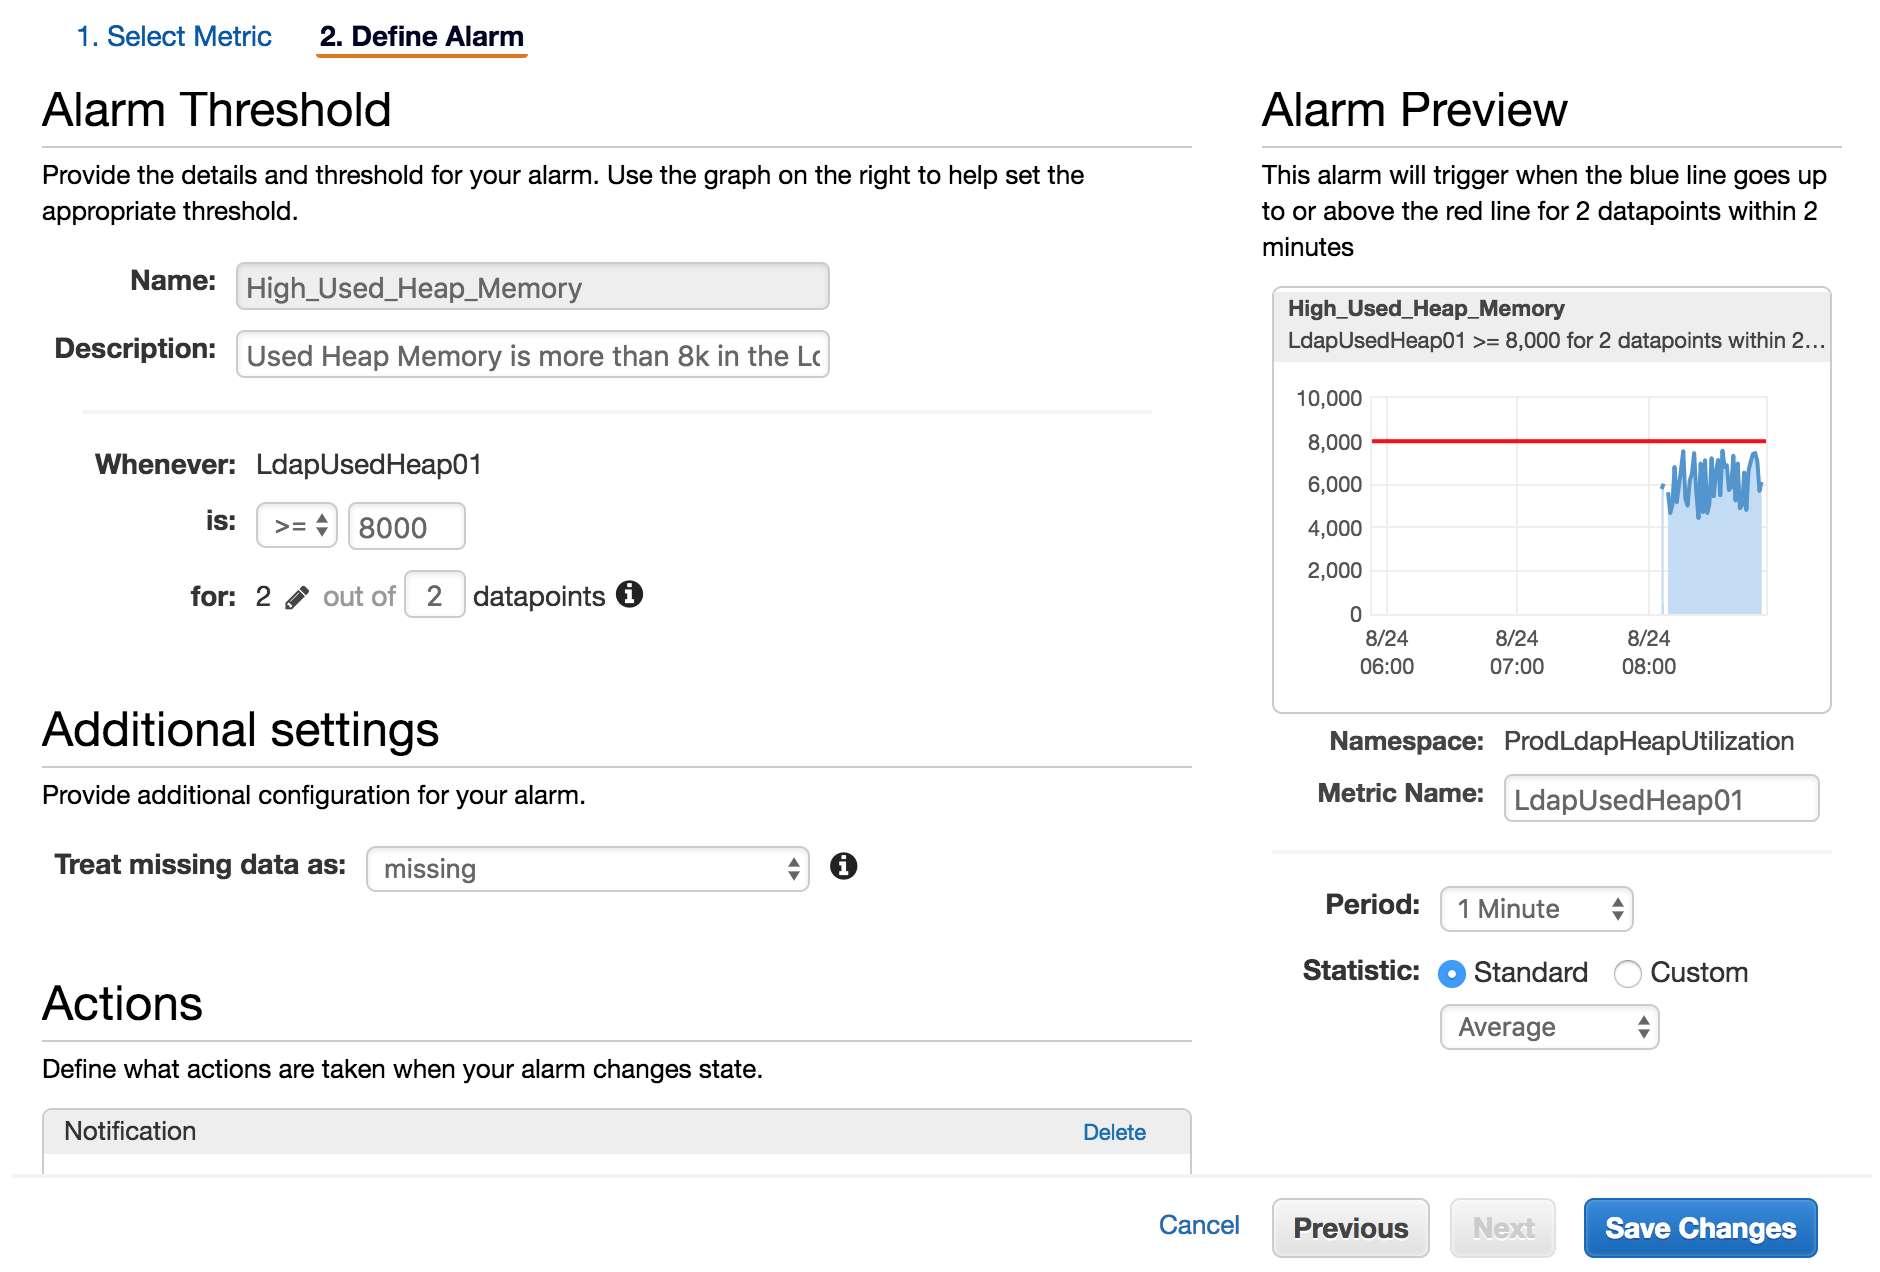 1. Select Metric
2. Define Alarm
Alarm Threshold
Provide the details and threshold for your alarm. Use the graph on the right to help set the
appropriate threshold.
Name: High_Used_Heap_Memory
Description: Used Heap Memory is more than 8k in the
Whenever: LdapUsedHeap01
is: >= 8000
for: 2 out of 2 datapoints
Additional settings
Provide additional configuration for your alarm.
Treat missing data as: missing
Actions
Define what actions are taken when your alarm changes state.
Notification Delete
Alarm Preview
This alarm will trigger when the blue line goes up
to or above the red line for 2 datapoints within 2
minutes
High_Used_Heap_Memory
LdapUsedHeap01 >= 8,000 for 2 datapoints within 2...
10,000
8,000
6,000
4,000
2,000
0
8/24 8/24 8/24
06:00 07:00 08:00
Namespace: ProdLdapHeapUtilization
Metric Name: LdapUsedHeap01
Period: 1 Minute
Statistic: Standard Custom
Average
Cancel Previous Next Save Changes